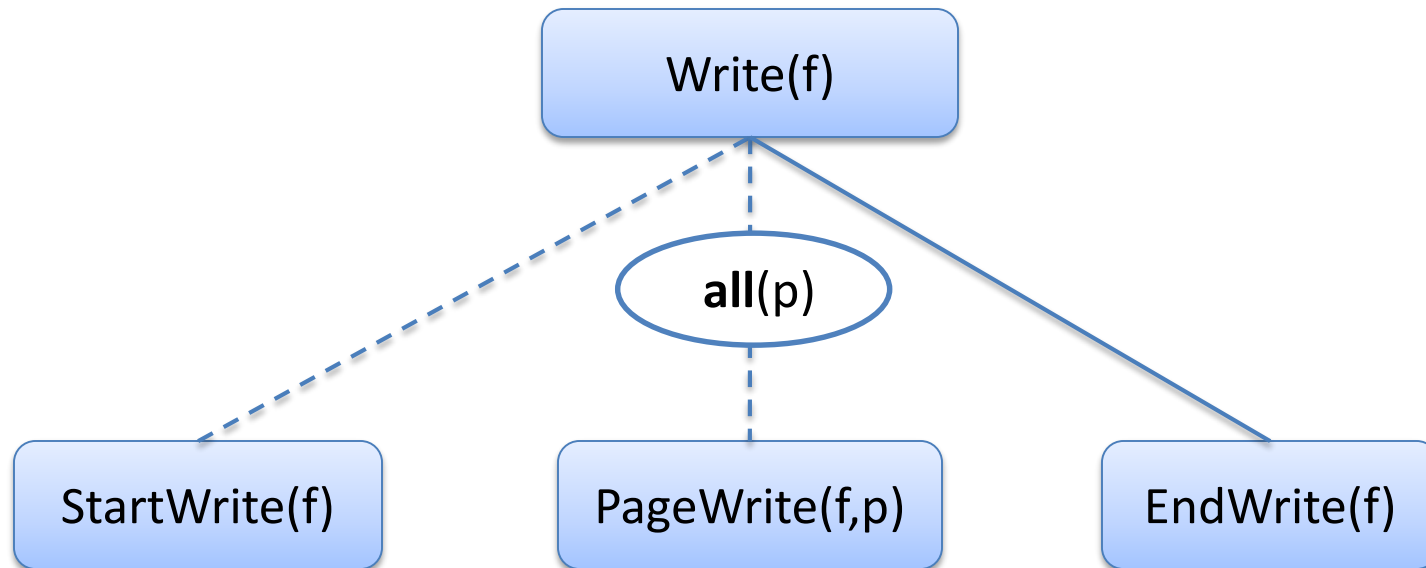 Write(f)
all(p)
StartWrite(f)
PageWrite(f,p)
EndWrite(f)